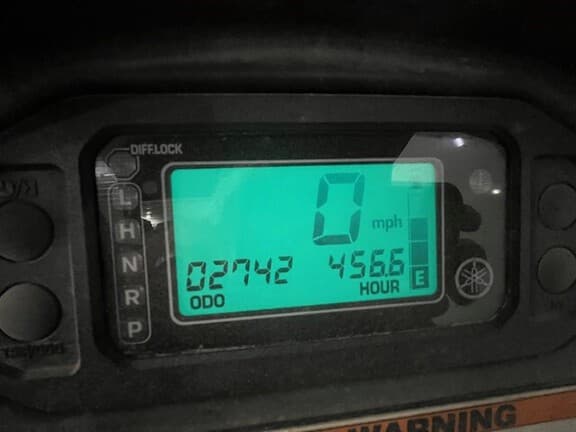 DIFF.LOCK
L
H
N
R
P
0 mph
02742 456.6
ODO HOUR E
WARNING